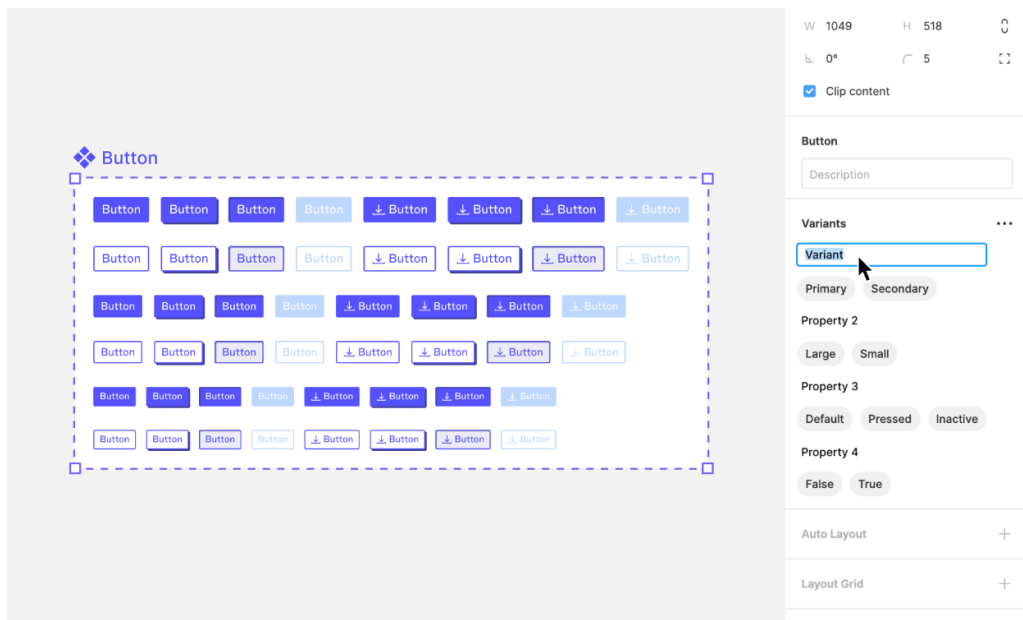 W 1049 H 518
0° 5
Clip content
Button
Button
Description
Button Button Button Button Button Button Button Button
Variants
Variant
Button Button Button Button Button Button Button Button
Primary Secondary
Button Button Button Button Button Button Button Button
Property 2
Button Button Button Button Button Button Button Button
Large Small
Property 3
Button Button Button Button Button Button Button Button
Default Pressed Inactive
Button Button Button Button Button Button Button Button
Property 4
False True
Auto Layout
Layout Grid